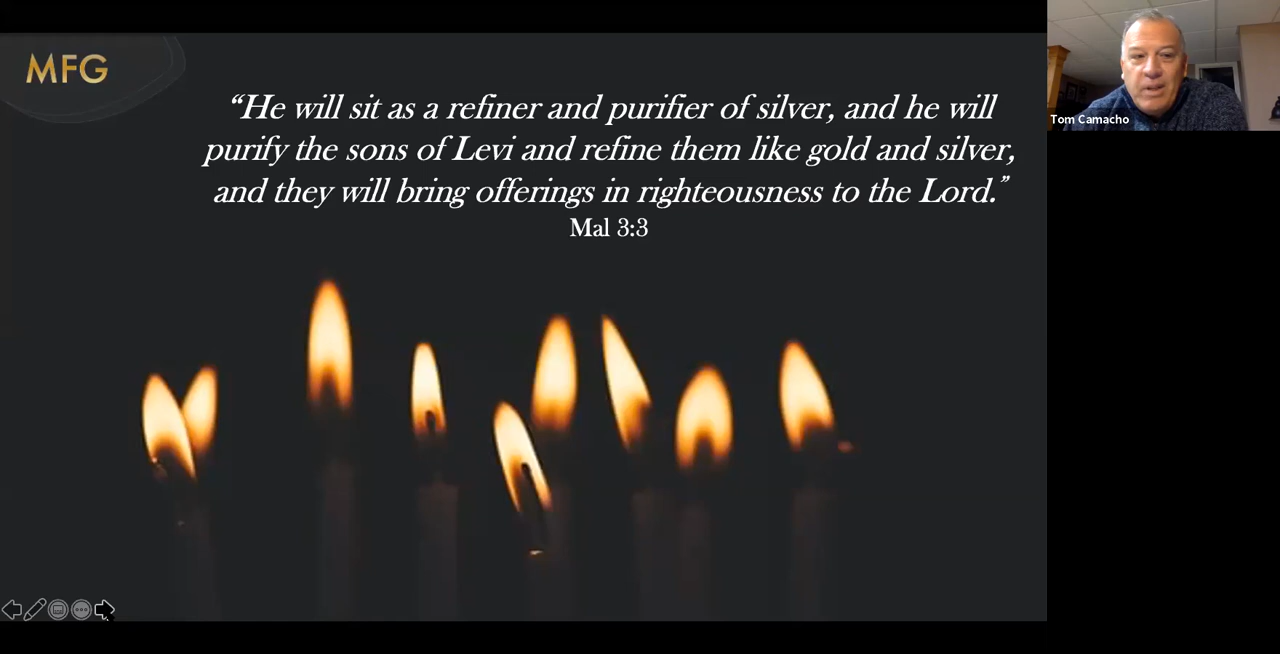 MFG
“He will sit as a refiner and purifier of silver, and he will
purify the sons of Levi and refine them like gold and silver,
and they will bring offerings in righteousness to the Lord.”
Mal 3:3
Tom Camacho